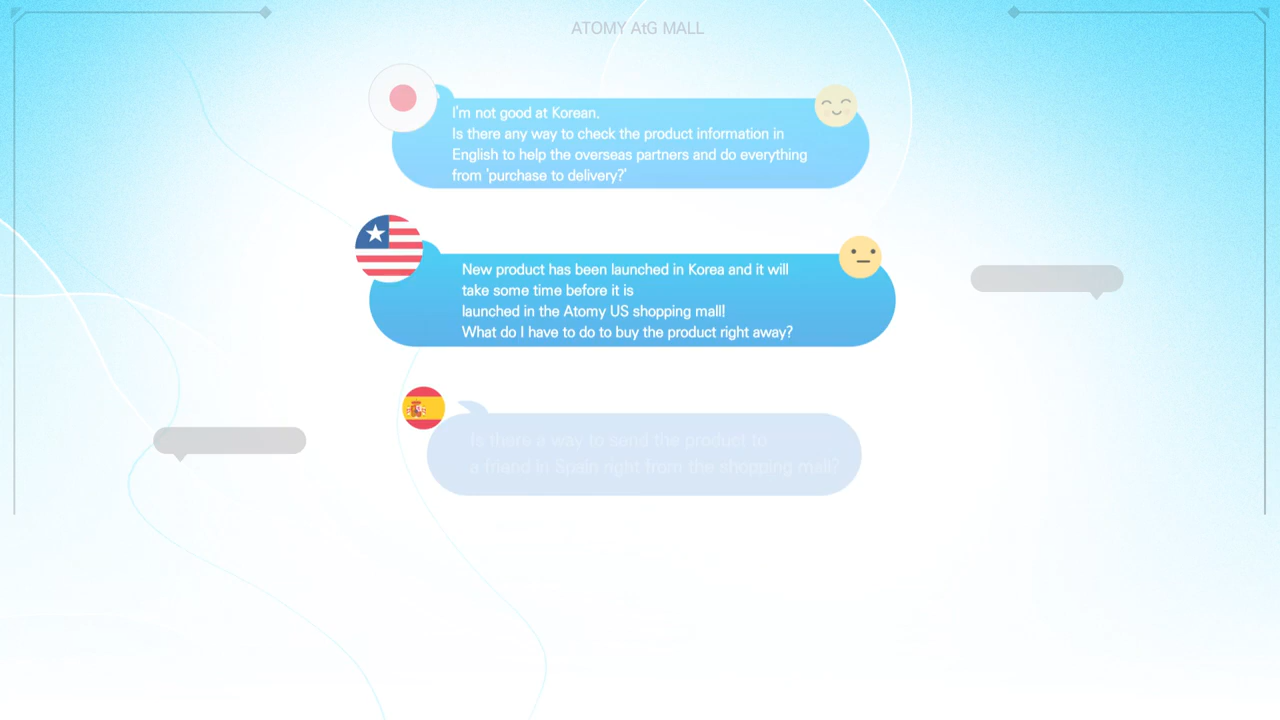 ATOMY AtG MALL
I'm not good at Korean.
Is there any way to check the product information in
English to help the overseas partners and do everything
from 'purchase to delivery?'
New product has been launched in Korea and it will
take some time before it is
launched in the Atomy US shopping mall!
What do I have to do to buy the product right away?
Is there a way to send the product to
a friend in Spain right from the shopping mall?